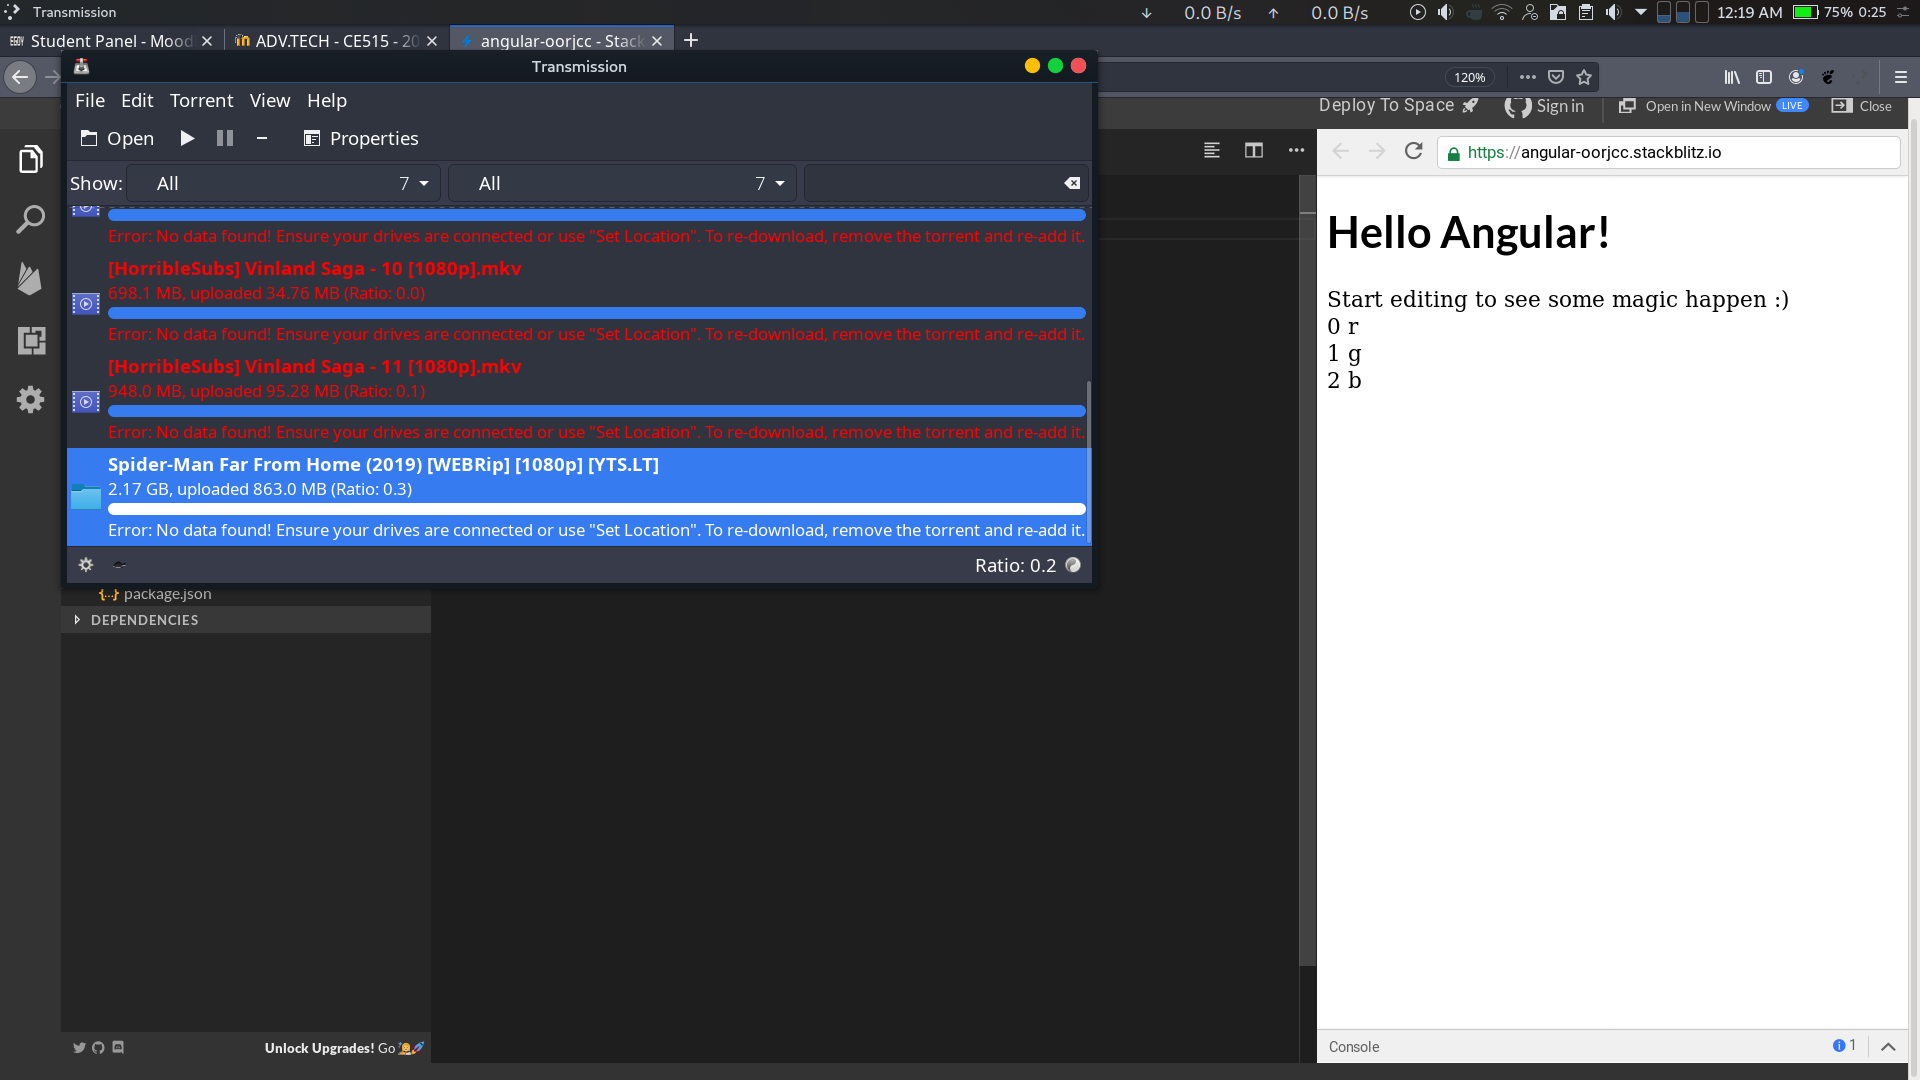 Transmission
0.0 B/s
0.0 B/s
12:19 AM
75% 0:25
Student Panel - Mood
ADV.TECH - CE515 - 20
angular-oorjcc - Stack
120%
Transmission
File Edit Torrent View Help
Open
Properties
Show: All 7 All 7
Error: No data found! Ensure your drives are connected or use "Set Location". To re-download, remove the torrent and re-add it.
[HorribleSubs] Vinland Saga - 10 [1080p].mkv
698.1 MB, uploaded 34.76 MB (Ratio: 0.0)
Error: No data found! Ensure your drives are connected or use "Set Location". To re-download, remove the torrent and re-add it.
[HorribleSubs] Vinland Saga - 11 [1080p].mkv
948.0 MB, uploaded 95.28 MB (Ratio: 0.1)
Error: No data found! Ensure your drives are connected or use "Set Location". To re-download, remove the torrent and re-add it.
Spider-Man Far From Home (2019) [WEBRip] [1080p] [YTS.LT]
2.17 GB, uploaded 863.0 MB (Ratio: 0.3)
Error: No data found! Ensure your drives are connected or use "Set Location". To re-download, remove the torrent and re-add it.
Ratio: 0.2
{..} package.json
DEPENDENCIES
Unlock Upgrades! Go
Deploy To Space
Sign in
Open in New Window LIVE
Close
https://angular-oorjcc.stackblitz.io
Hello Angular!
Start editing to see some magic happen :)
0 r
1 g
2 b
Console
1